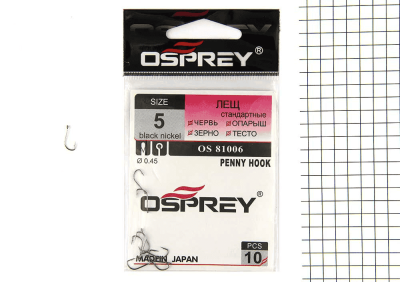 OSPREY®
SIZE
5
black nickel
ЛЕЩ
стандартные
ЧЕРВЬ ОПАРЫШ
ЗЕРНО ТЕСТО
Ø 0.45
OS 81006
PENNY HOOK
OSPREY®
MADE IN JAPAN
PCS
10